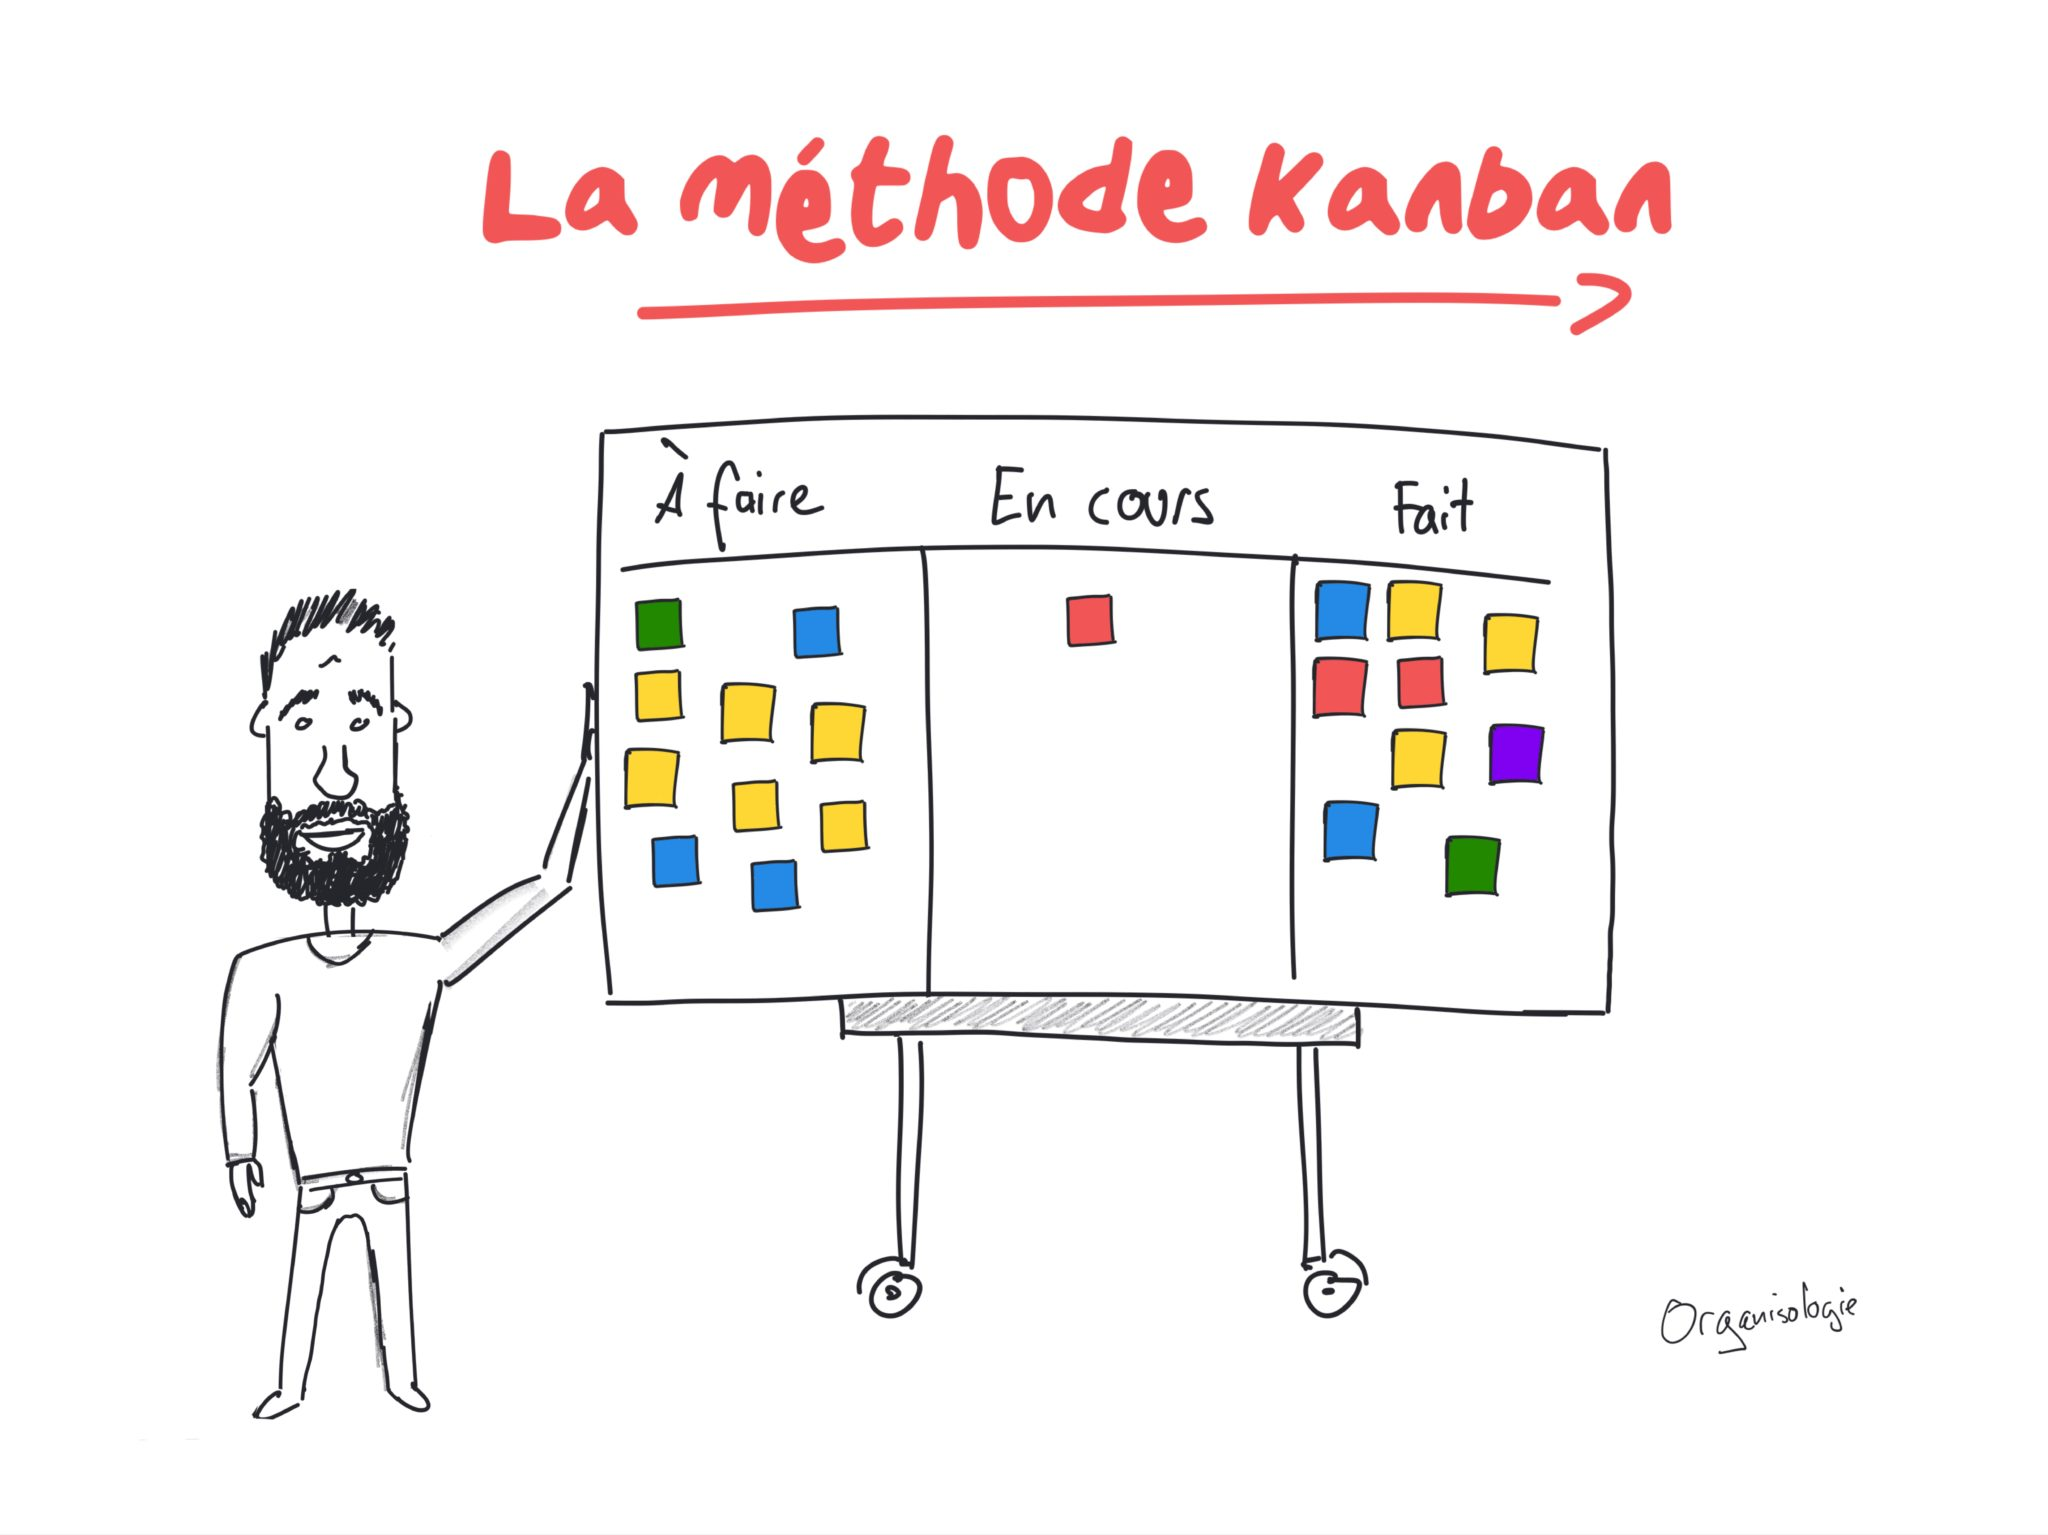 La méthode Kanban
À faire En cours Fait
Organisologie